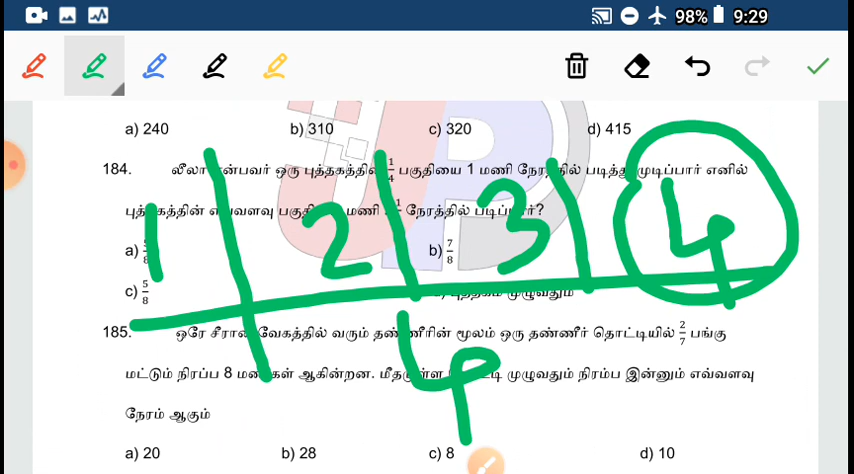 98% 9:29
a) 240 b) 310 c) 320 d) 415
184. லீலா என்பவர் ஒரு புத்தகத்தின் 1/4 பகுதியை 1 மணி நேரத்தில் படித்து முடிப்பார் எனில்
புத்தகத்தின் எவ்வளவு பகுதியை மணி நேரத்தில் படிப்பார்?
1 2 3 4
a) b) 7/8
c) 5/8 புத்தகம் முழுவதும்
185. ஒரே சீரான வேகத்தில் வரும் தண்ணீரின் மூலம் ஒரு தண்ணீர் தொட்டியில் 2/7 பங்கு
4
மட்டும் நிரப்ப 8 மணிகள் ஆகின்றன. மீதமுள்ள தொட்டி முழுவதும் நிரம்ப இன்னும் எவ்வளவு
நேரம் ஆகும்
a) 20 b) 28 c) 8 d) 10